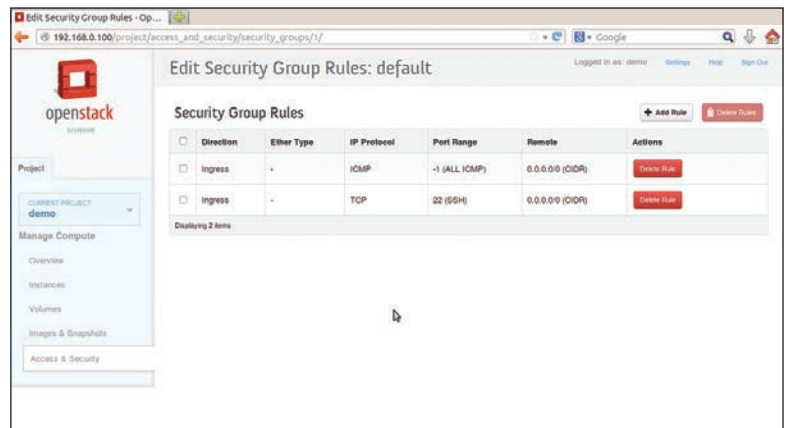 Edit Security Group Rules - Op...
192.168.0.100/project/access_and_security/security_groups/1/
Google
Edit Security Group Rules: default
Logged in as: demo Settings Help Sign Out
openstack
DASHBOARD
Security Group Rules
Add Rule
Delete Rules
Direction Ether Type IP Protocol Port Range Remote Actions
Ingress - ICMP -1 (ALL ICMP) 0.0.0.0/0 (CIDR) Delete Rule
Ingress - TCP 22 (SSH) 0.0.0.0/0 (CIDR) Delete Rule
Displaying 2 items
Project
CURRENT PROJECT
demo
Manage Compute
Overview
Instances
Volumes
Images & Snapshots
Access & Security